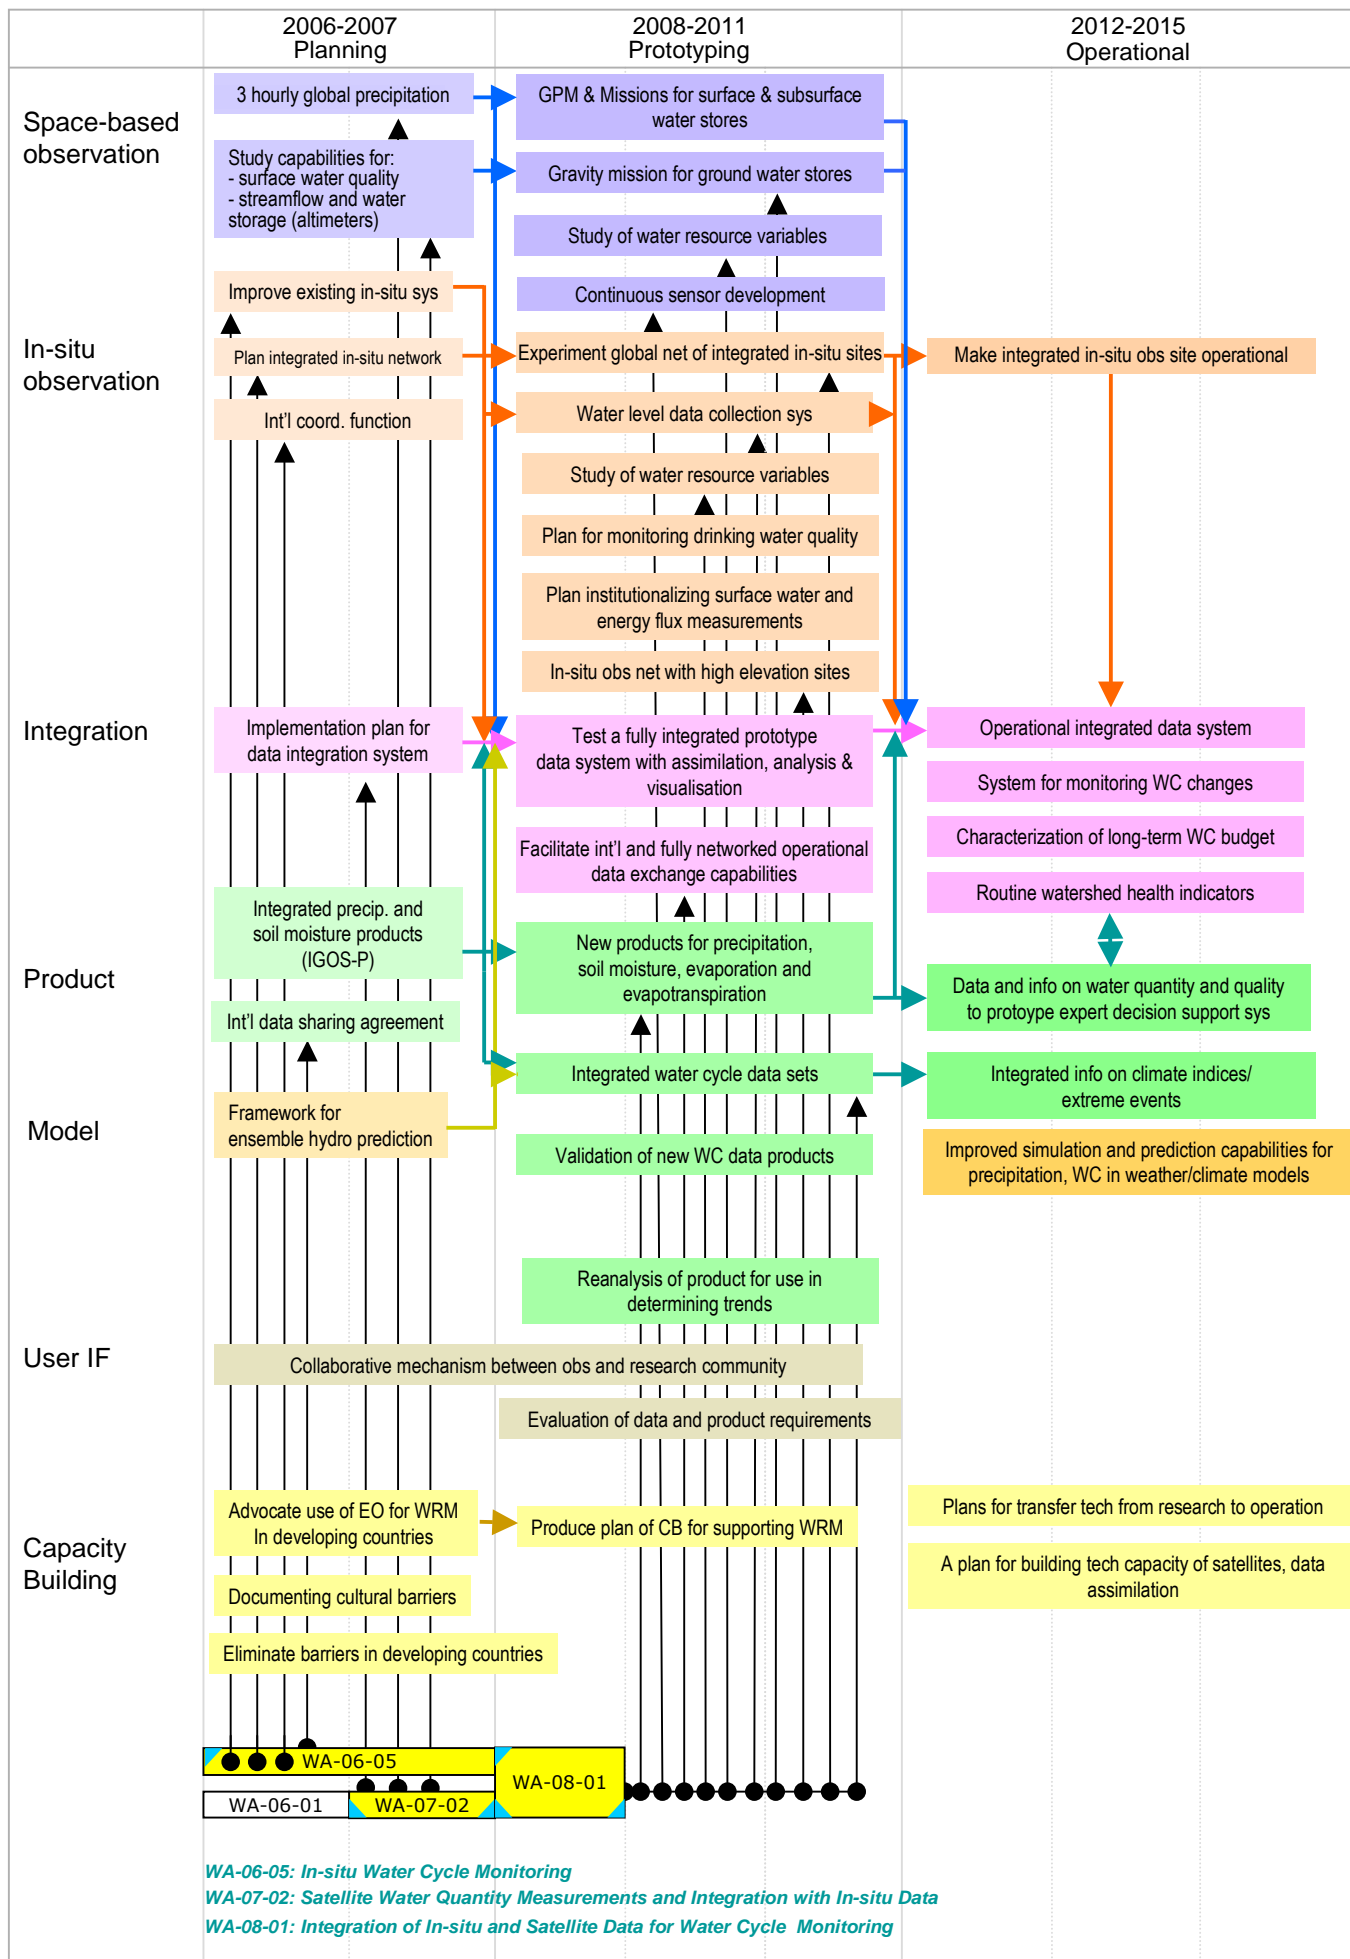 2006-2007
Planning
2008-2011
Prototyping
2012-2015
Operational
Space-based
observation
3 hourly global precipitation
GPM & Missions for surface & subsurface
water stores
Study capabilities for:
- surface water quality
- streamflow and water
storage (altimeters)
Gravity mission for ground water stores
Study of water resource variables
Continuous sensor development
In-situ
observation
Improve existing in-situ sys
Plan integrated in-situ network
Experiment global net of integrated in-situ sites
Make integrated in-situ obs site operational
Int'l coord. function
Water level data collection sys
Study of water resource variables
Plan for monitoring drinking water quality
Plan institutionalizing surface water and
energy flux measurements
In-situ obs net with high elevation sites
Integration
Implementation plan for
data integration system
Test a fully integrated prototype
data system with assimilation, analysis &
visualisation
Operational integrated data system
System for monitoring WC changes
Facilitate int'l and fully networked operational
data exchange capabilities
Characterization of long-term WC budget
Routine watershed health indicators
Product
Integrated precip. and
soil moisture products
(IGOS-P)
New products for precipitation,
soil moisture, evaporation and
evapotranspiration
Data and info on water quantity and quality
to protoype expert decision support sys
Int'l data sharing agreement
Integrated water cycle data sets
Integrated info on climate indices/
extreme events
Model
Framework for
ensemble hydro prediction
Validation of new WC data products
Improved simulation and prediction capabilities for
precipitation, WC in weather/climate models
Reanalysis of product for use in
determining trends
User IF
Collaborative mechanism between obs and research community
Evaluation of data and product requirements
Capacity
Building
Advocate use of EO for WRM
In developing countries
Produce plan of CB for supporting WRM
Plans for transfer tech from research to operation
A plan for building tech capacity of satellites, data
assimilation
Documenting cultural barriers
Eliminate barriers in developing countries
WA-06-05
WA-08-01
WA-06-01
WA-07-02
WA-06-05: In-situ Water Cycle Monitoring
WA-07-02: Satellite Water Quantity Measurements and Integration with In-situ Data
WA-08-01: Integration of In-situ and Satellite Data for Water Cycle Monitoring